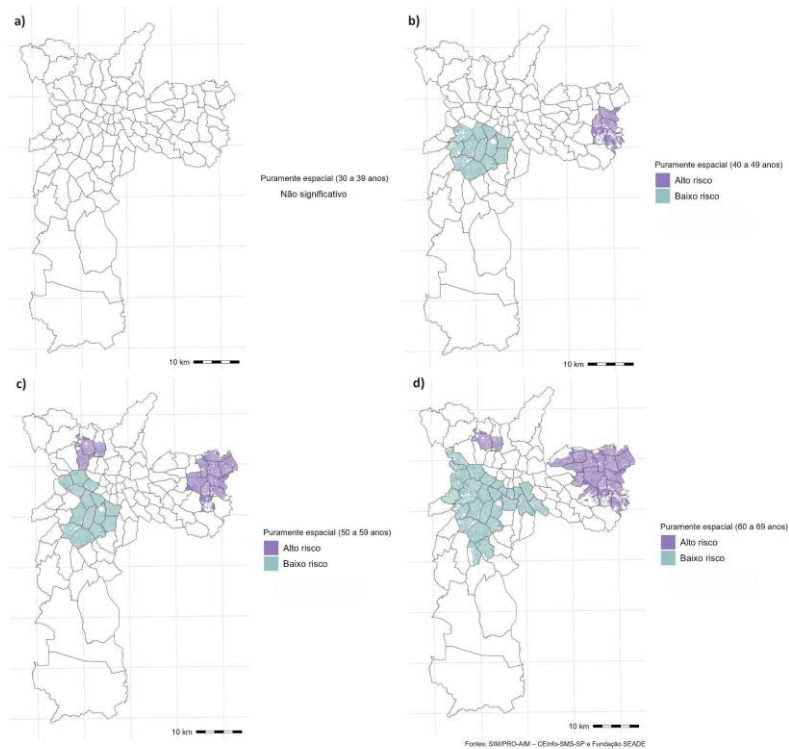 a)
Puramente espacial (30 a 39 anos)
Não significativo
10 km
b)
Puramente espacial (40 a 49 anos)
Alto risco
Baixo risco
10 km
c)
Puramente espacial (50 a 59 anos)
Alto risco
Baixo risco
10 km
d)
Puramente espacial (60 a 69 anos)
Alto risco
Baixo risco
10 km
Fontes: SIM/PRO-AIM – CEInfo-SMS-SP e Fundação SEADE